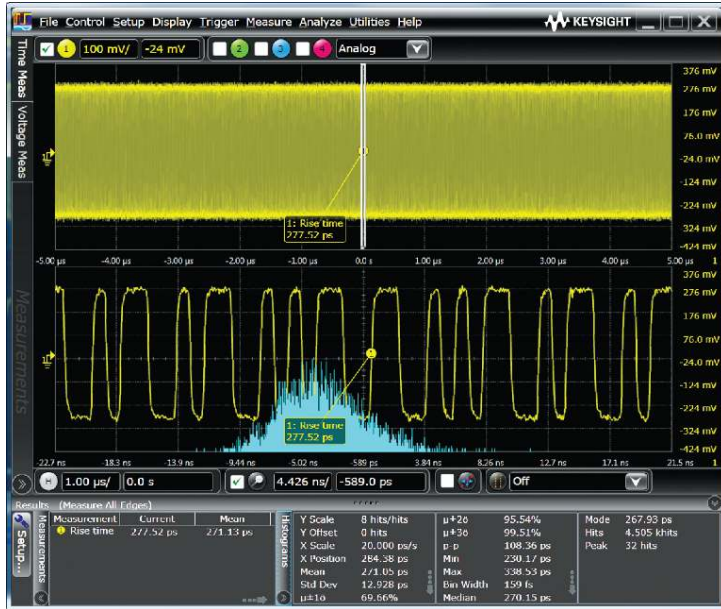 File Control Setup Display Trigger Measure Analyze Utilities Help
KEYSIGHT
1 100 mV/ -24 mV 2 3 4 Analog
Time Meas
Voltage Meas
Measurements
376 mV
276 mV
176 mV
76.0 mV
-24.0 mV
-124 mV
-224 mV
-324 mV
-424 mV
1: Rise time
277.52 ps
-5.00 µs -4.00 µs -3.00 µs -2.00 µs -1.00 µs 0.0 s 1.00 µs 2.00 µs 3.00 µs 4.00 µs 5.00 µs 1
376 mV
276 mV
176 mV
76.0 mV
-24.0 mV
-124 mV
-224 mV
-324 mV
-424 mV
1
1: Rise time
277.52 ps
-22.7 ns -18.3 ns -13.9 ns -9.44 ns -5.02 ns -589 ps 3.84 ns 8.26 ns 12.7 ns 17.1 ns 21.5 ns 1
H 1.00 µs/ 0.0 s 4.426 ns/ -589.0 ps Off
Results (Measure All Edges)
Setup...
Measurements
Measurement Current Mean
Rise time 277.52 ps 271.13 ps
Histograms
Y Scale 8 hits/hits
Y Offset 0 hits
X Scale 20.000 ps/s
X Position 284.38 ps
Mean 271.05 ps
Std Dev 12.928 ps
µ±1σ 69.66%
µ±2σ 95.54%
µ±3σ 99.51%
p-p 108.36 ps
Min 230.17 ps
Max 338.53 ps
Bin Width 159 fs
Median 270.15 ps
Mode 267.93 ps
Hits 4.505 khits
Peak 32 hits